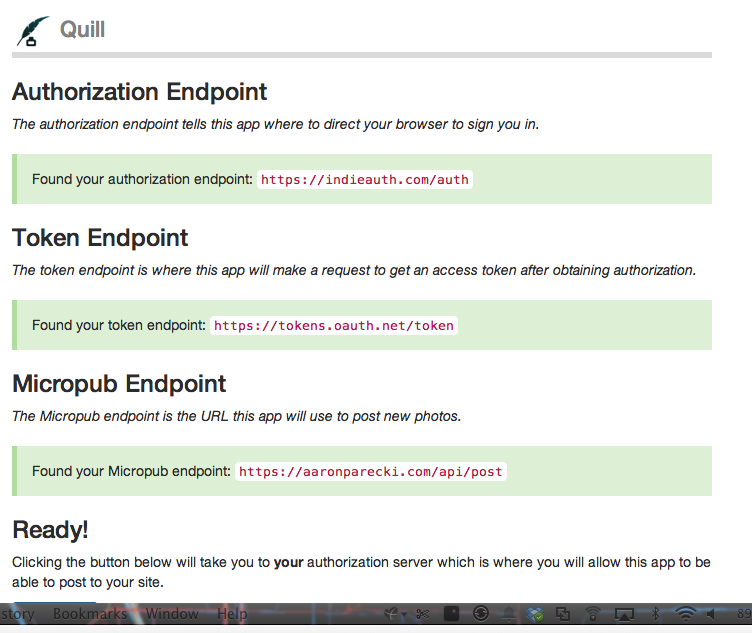 Quill
Authorization Endpoint
The authorization endpoint tells this app where to direct your browser to sign you in.
Found your authorization endpoint: https://indieauth.com/auth
Token Endpoint
The token endpoint is where this app will make a request to get an access token after obtaining authorization.
Found your token endpoint: https://tokens.oauth.net/token
Micropub Endpoint
The Micropub endpoint is the URL this app will use to post new photos.
Found your Micropub endpoint: https://aaronparecki.com/api/post
Ready!
Clicking the button below will take you to your authorization server which is where you will allow this app to be
able to post to your site.
story Bookmarks Window Help 89